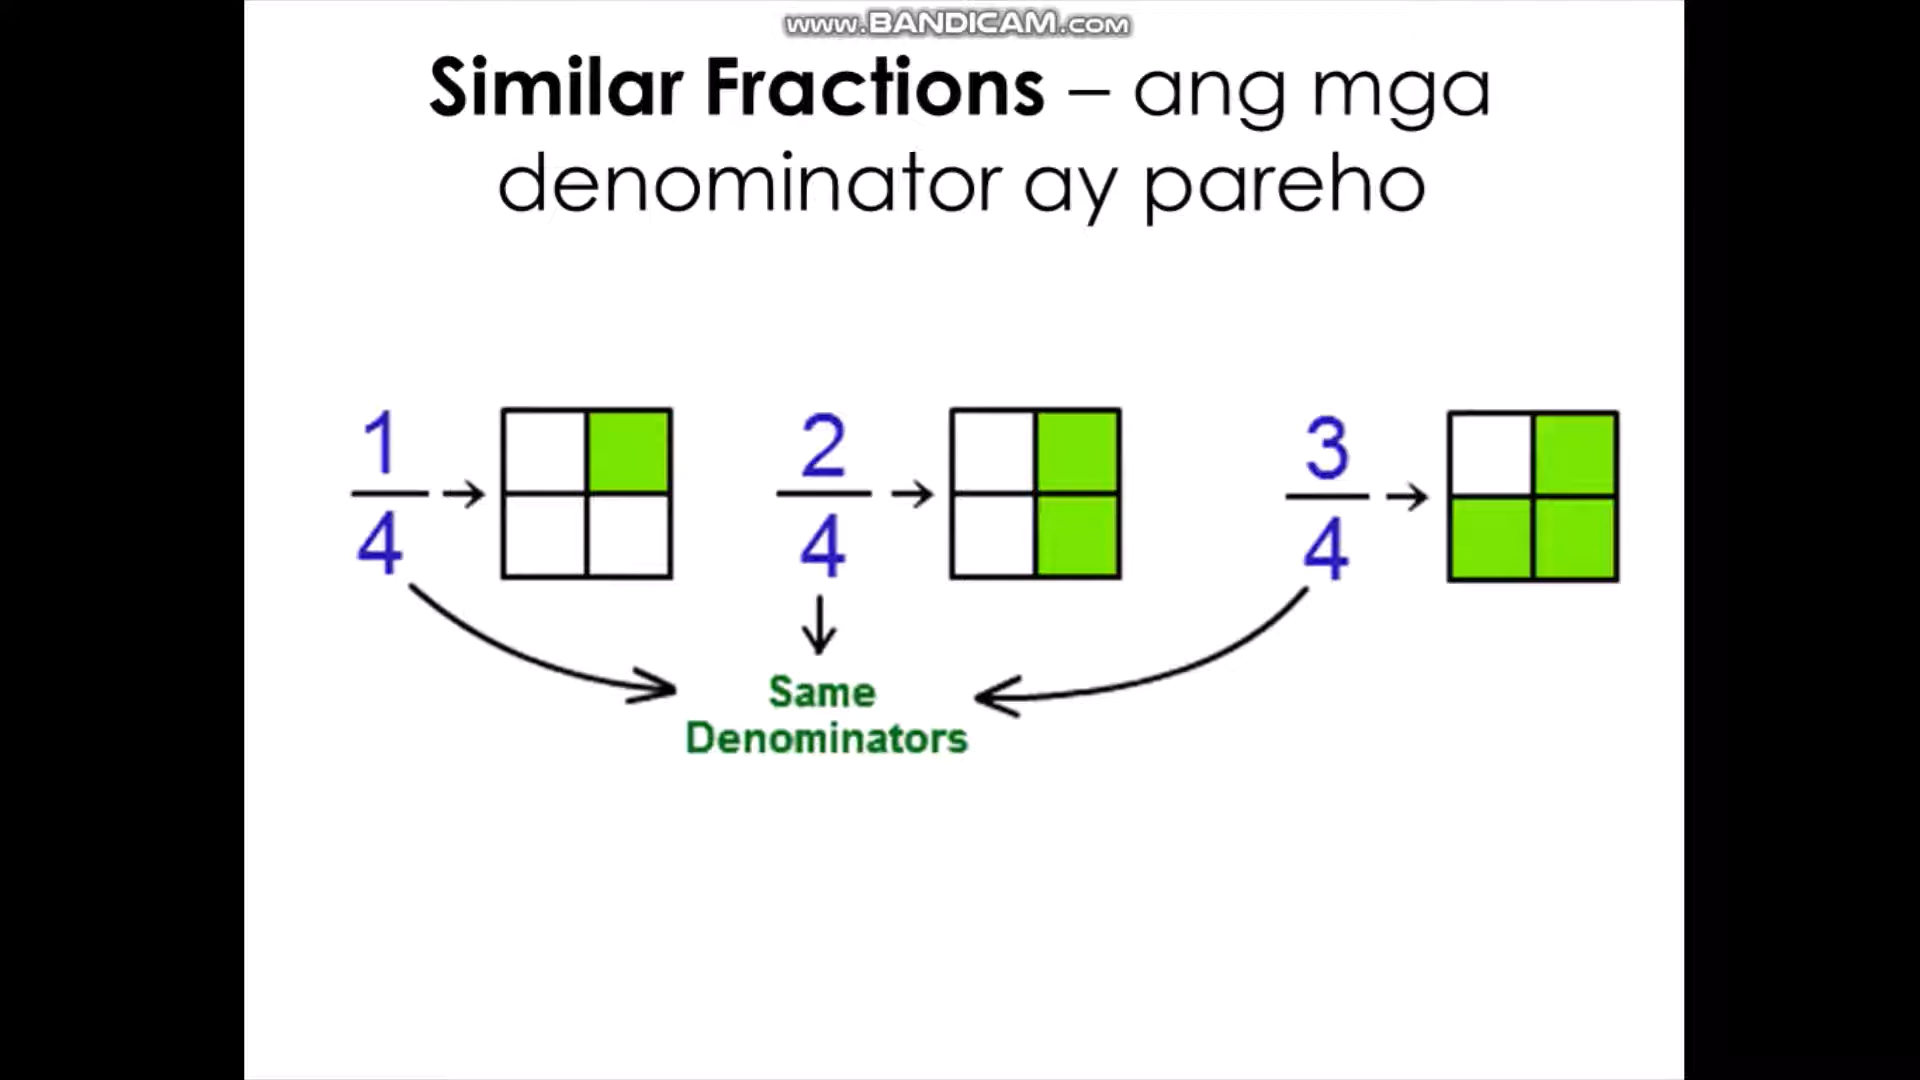 www.BANDICAM.com
Similar Fractions – ang mga
denominator ay pareho
1 2 3
4 4 4
Same
Denominators